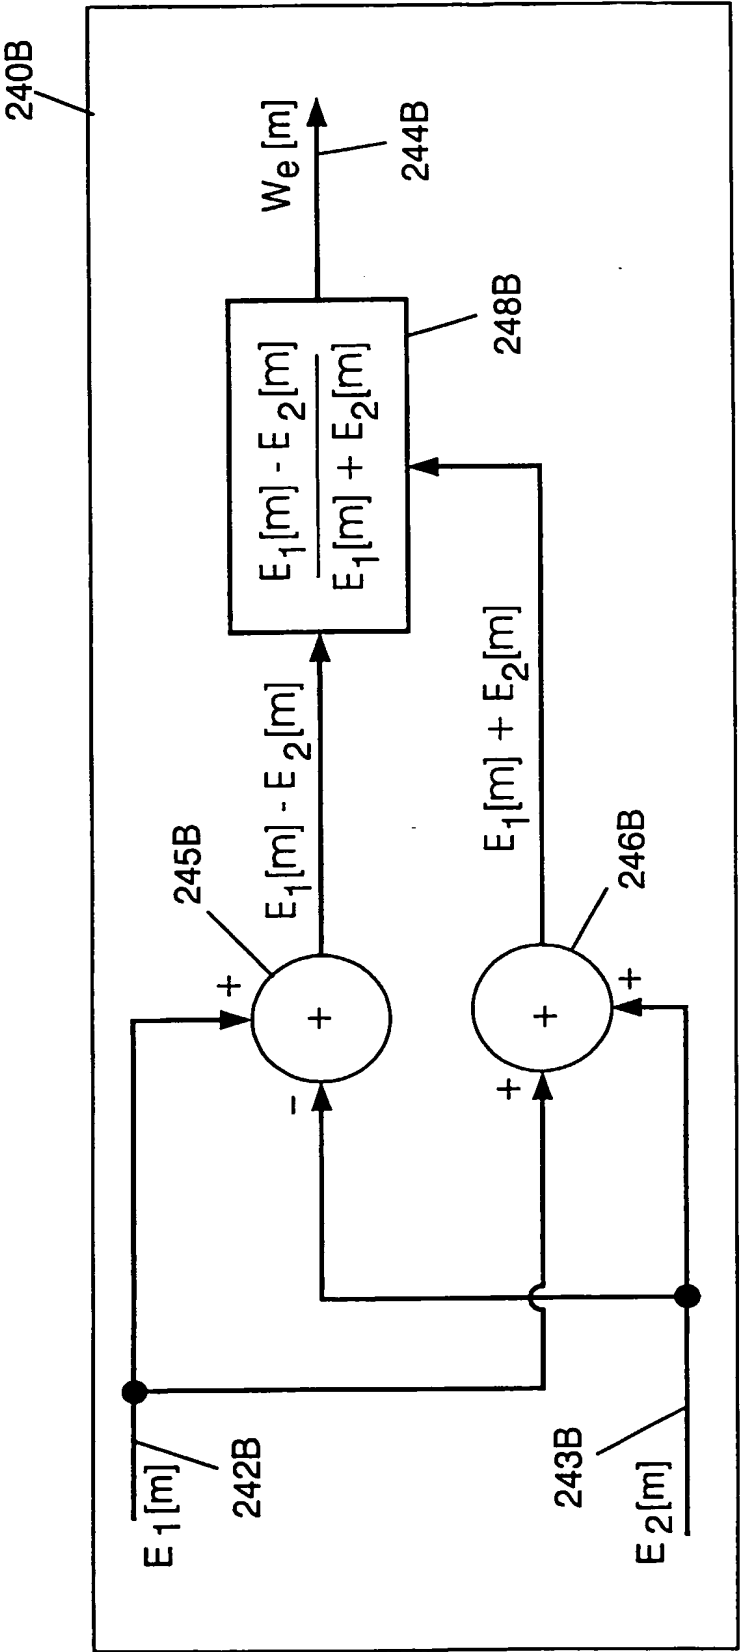 240B
E1[m]
242B
E2[m]
243B
+
-
+
245B
+
+
+
246B
E1[m] - E2[m]
E1[m] + E2[m]
E1[m] - E2[m]
E1[m] + E2[m]
248B
We[m]
244B